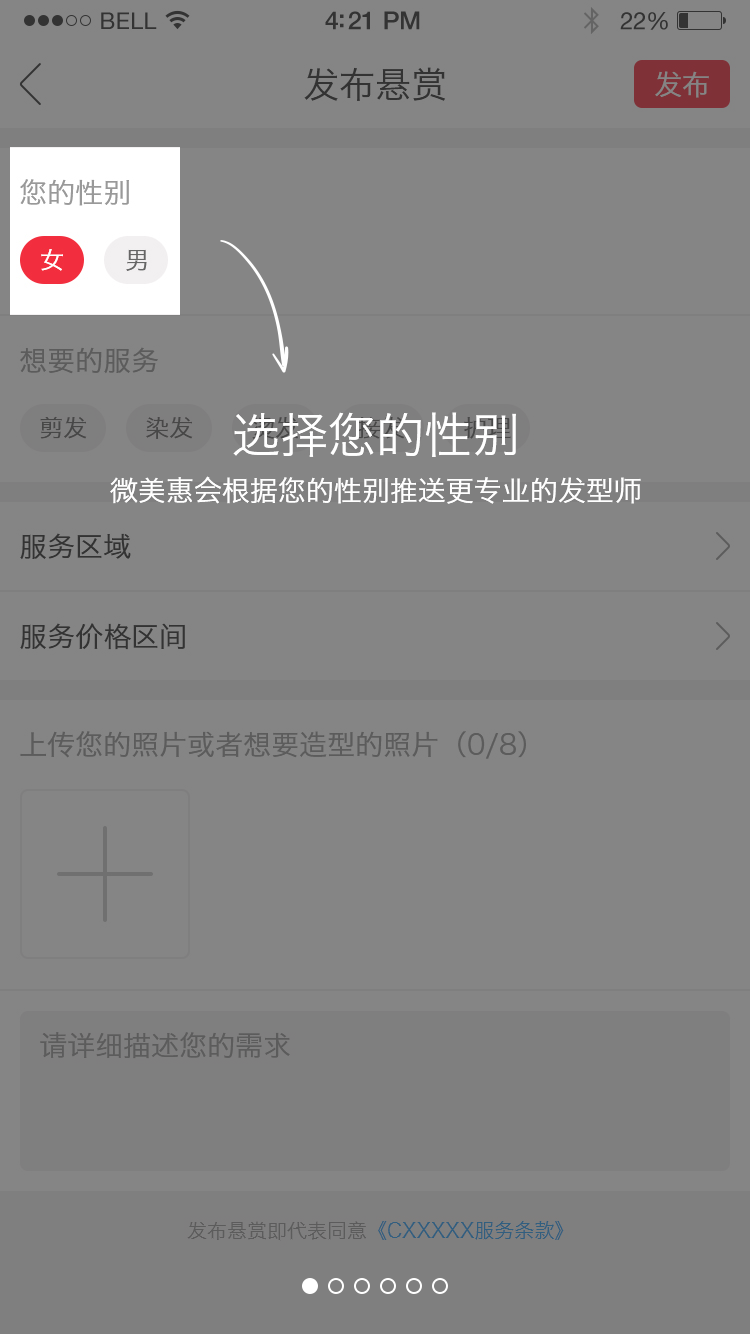 BELL 4:21 PM 22%
发布悬赏 发布
您的性别
女 男
想要的服务
剪发 染发
选择您的性别
微美惠会根据您的性别推送更专业的发型师
服务区域
服务价格区间
上传您的照片或者想要造型的照片（0/8）
请详细描述您的需求
发布悬赏即代表同意《CXXXXX服务条款》